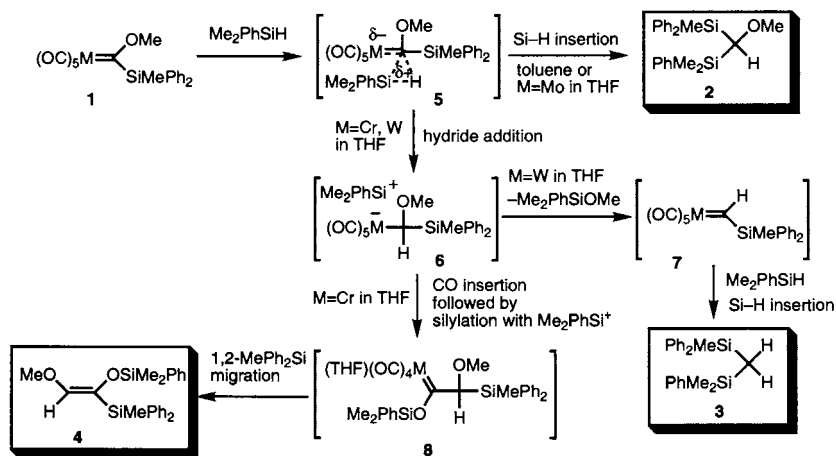 (OC)₅M OMe SiMePh₂
1
Me₂PhSiH
δ– OMe
(OC)₅M SiMePh₂
δ+
Me₂PhSi H
5
Si–H insertion
toluene or
M=Mo in THF
Ph₂MeSi OMe
PhMe₂Si H
2
M=Cr, W
in THF
hydride addition
Me₂PhSi⁺ OMe
(OC)₅M⁻ SiMePh₂
H
6
M=W in THF
–Me₂PhSiOMe
H
(OC)₅M
SiMePh₂
7
M=Cr in THF
CO insertion
followed by
silylation with Me₂PhSi⁺
Me₂PhSiH
Si–H insertion
MeO OSiMe₂Ph
H SiMePh₂
4
1,2-MePh₂Si
migration
(THF)(OC)₄M OMe
SiMePh₂
Me₂PhSiO H
8
Ph₂MeSi H
PhMe₂Si H
3